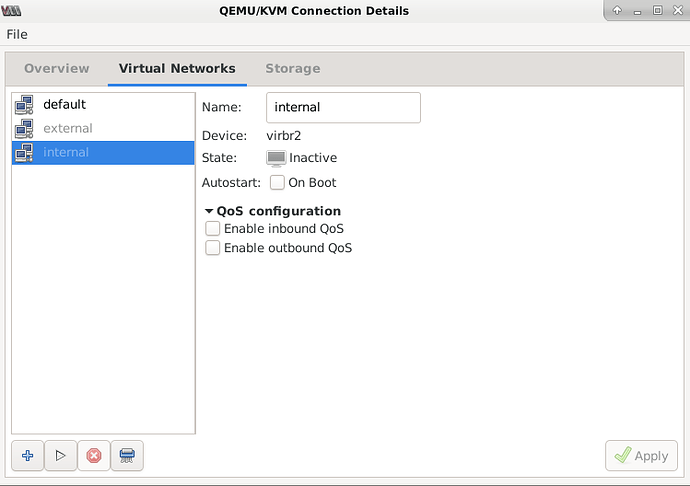 QEMU/KVM Connection Details
File
Overview Virtual Networks Storage
default
external
internal
Name: internal
Device: virbr2
State: Inactive
Autostart: On Boot
QoS configuration
Enable inbound QoS
Enable outbound QoS
Apply